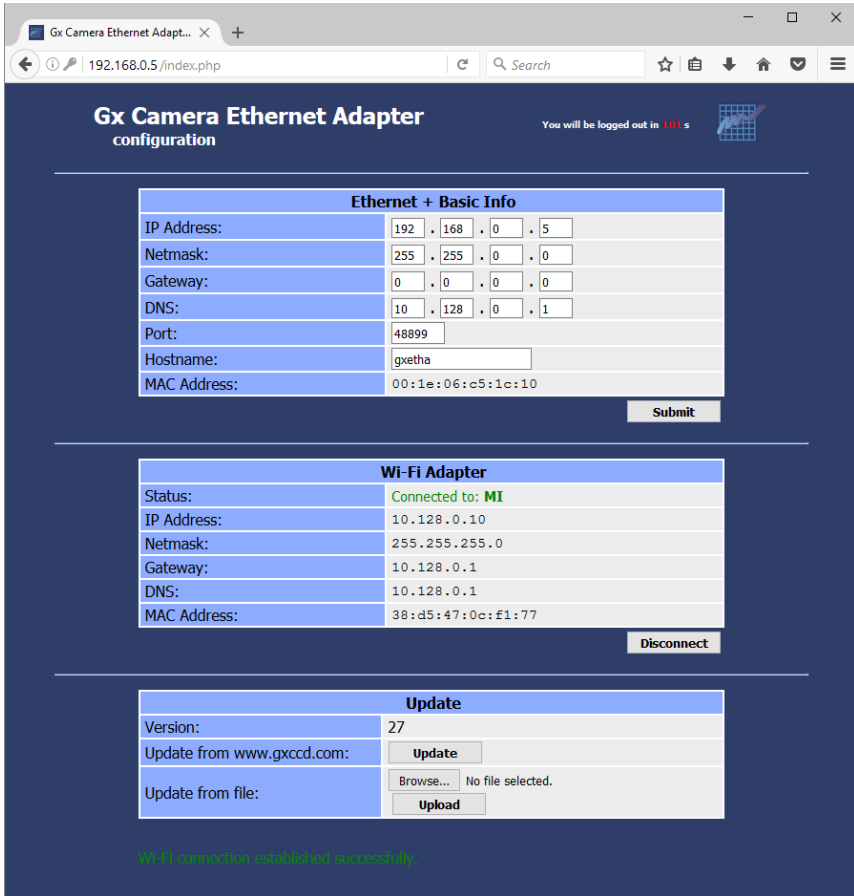 Gx Camera Ethernet Adapt...
192.168.0.5/index.php
Search
Gx Camera Ethernet Adapter
configuration
You will be logged out in 101 s
Ethernet + Basic Info
IP Address: 192 . 168 . 0 . 5
Netmask: 255 . 255 . 0 . 0
Gateway: 0 . 0 . 0 . 0
DNS: 10 . 128 . 0 . 1
Port: 48899
Hostname: gxetha
MAC Address: 00:1e:06:c5:1c:10
Submit
Wi-Fi Adapter
Status: Connected to: MI
IP Address: 10.128.0.10
Netmask: 255.255.255.0
Gateway: 10.128.0.1
DNS: 10.128.0.1
MAC Address: 38:d5:47:0c:f1:77
Disconnect
Update
Version: 27
Update from www.gxccd.com: Update
Update from file: Browse... No file selected.
Upload
Wi-Fi connection established successfully.